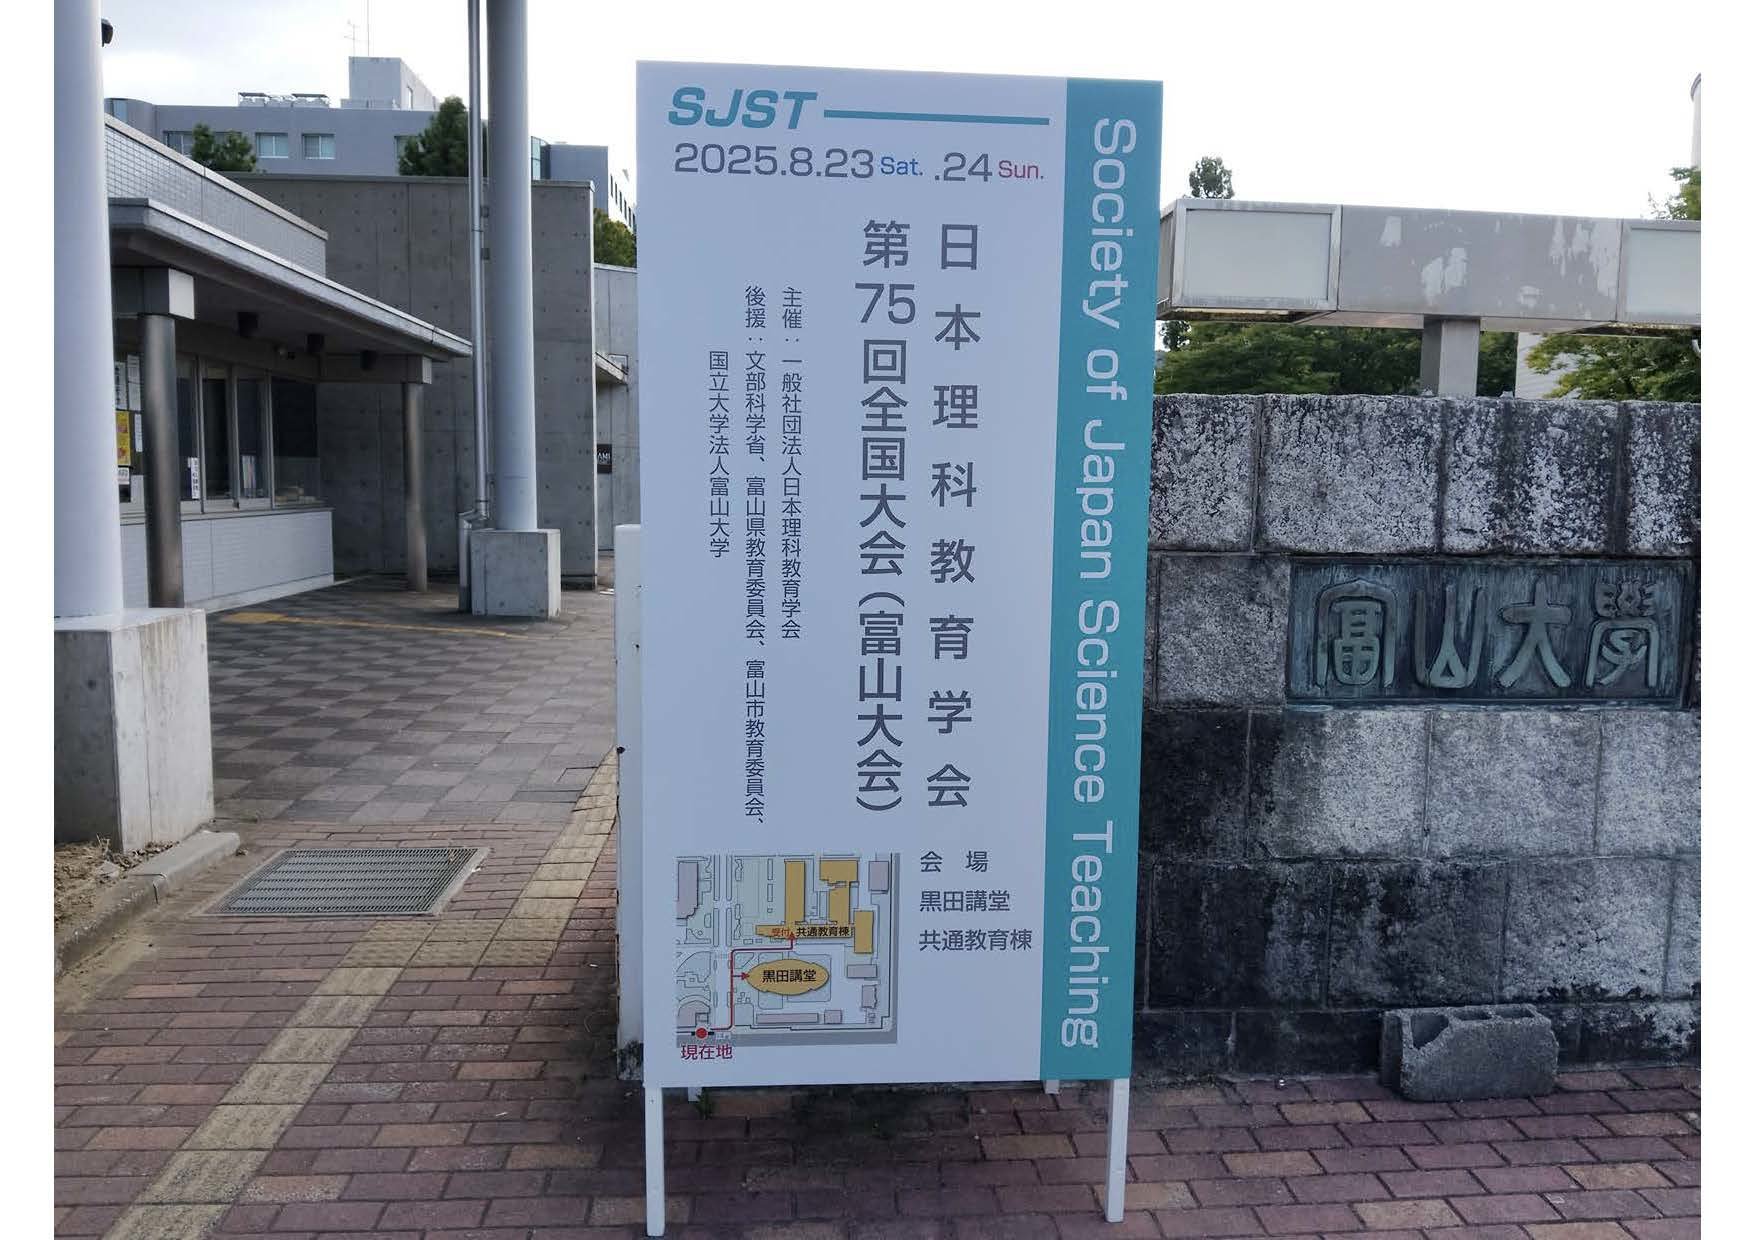 SJST
2025.8.23 Sat. .24 Sun.
Society of Japan Science Teaching
日本理科教育学会
第75回全国大会(富山大会)
主催:一般社団法人日本理科教育学会
後援:文部科学省、富山県教育委員会、富山市教育委員会、
国立大学法人富山大学
会 場
黒田講堂
共通教育棟
受付 共通教育棟
黒田講堂
現在地
富山大學